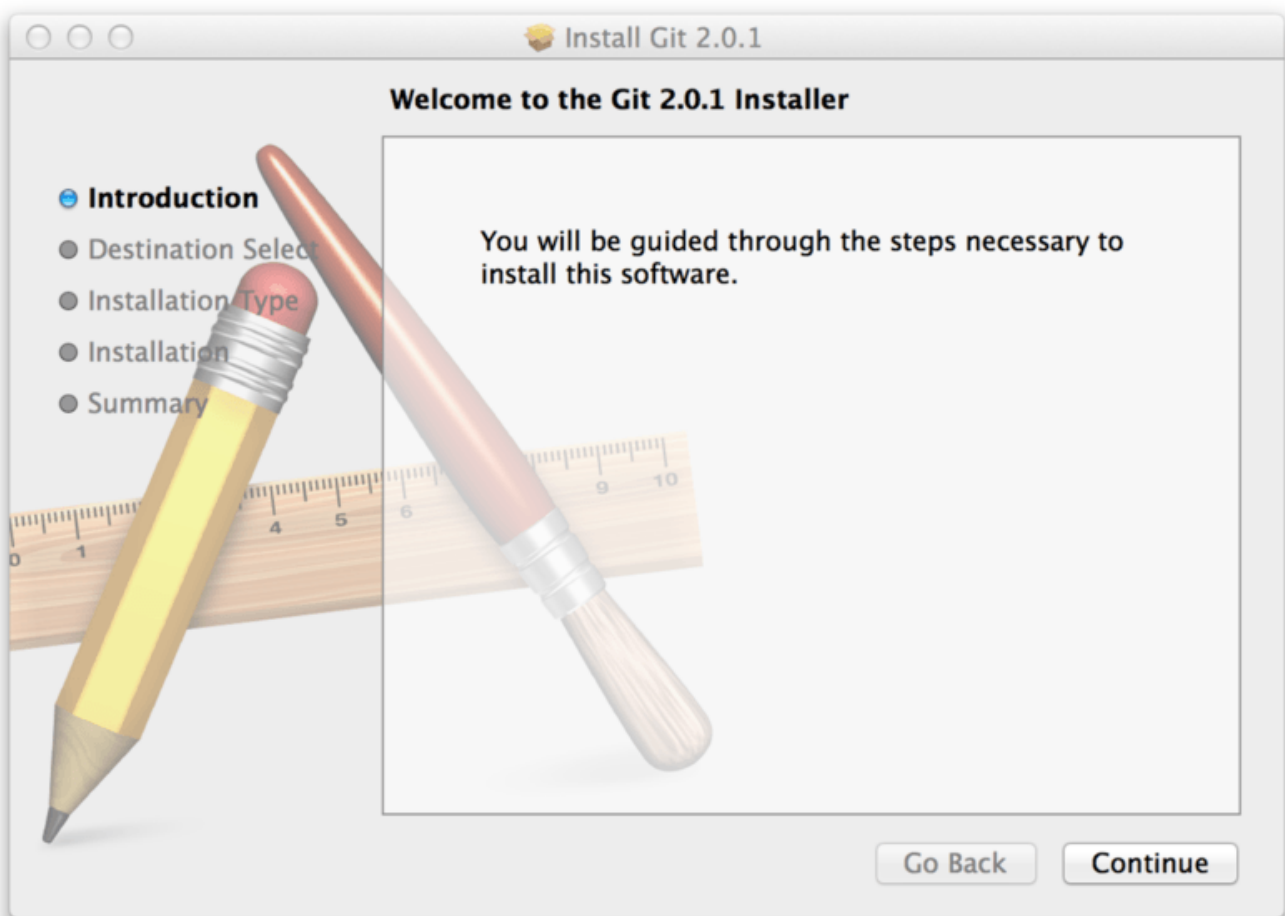 Install Git 2.0.1
Welcome to the Git 2.0.1 Installer
Introduction
Destination Select
Installation Type
Installation
Summary
You will be guided through the steps necessary to
install this software.
0 1 4 5 6 9 10
Go Back
Continue